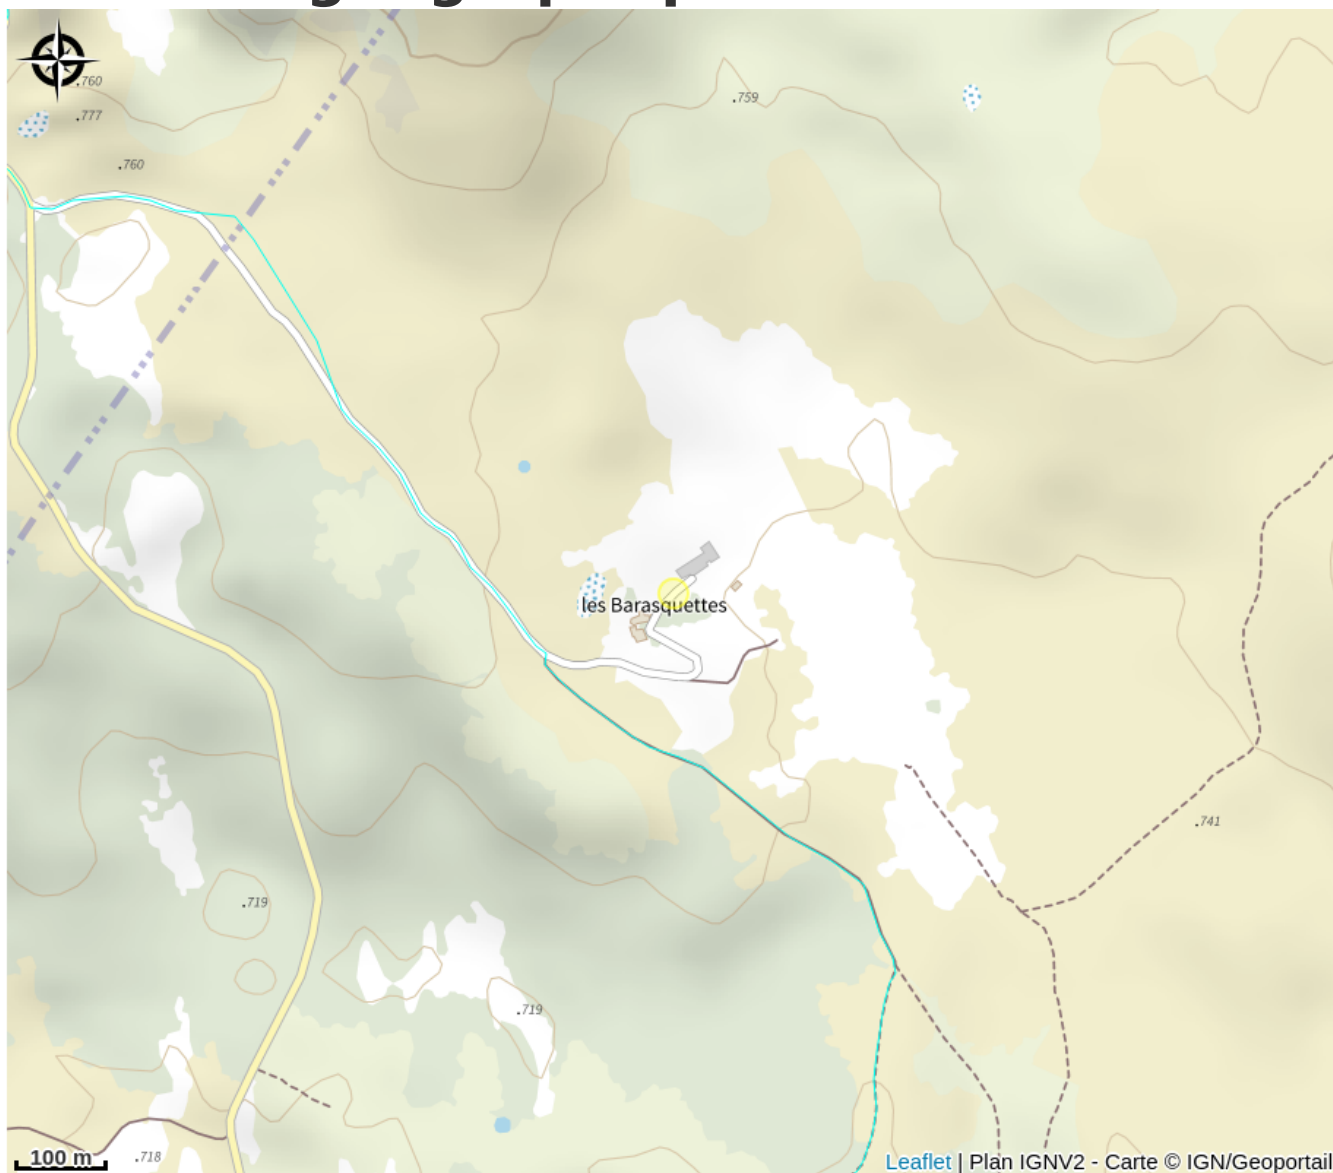 .760
.777
.759
.760
les Barasquettes
.741
.719
.719
.718
100 m
Leaflet | Plan IGNV2 - Carte © IGN/Geoportail